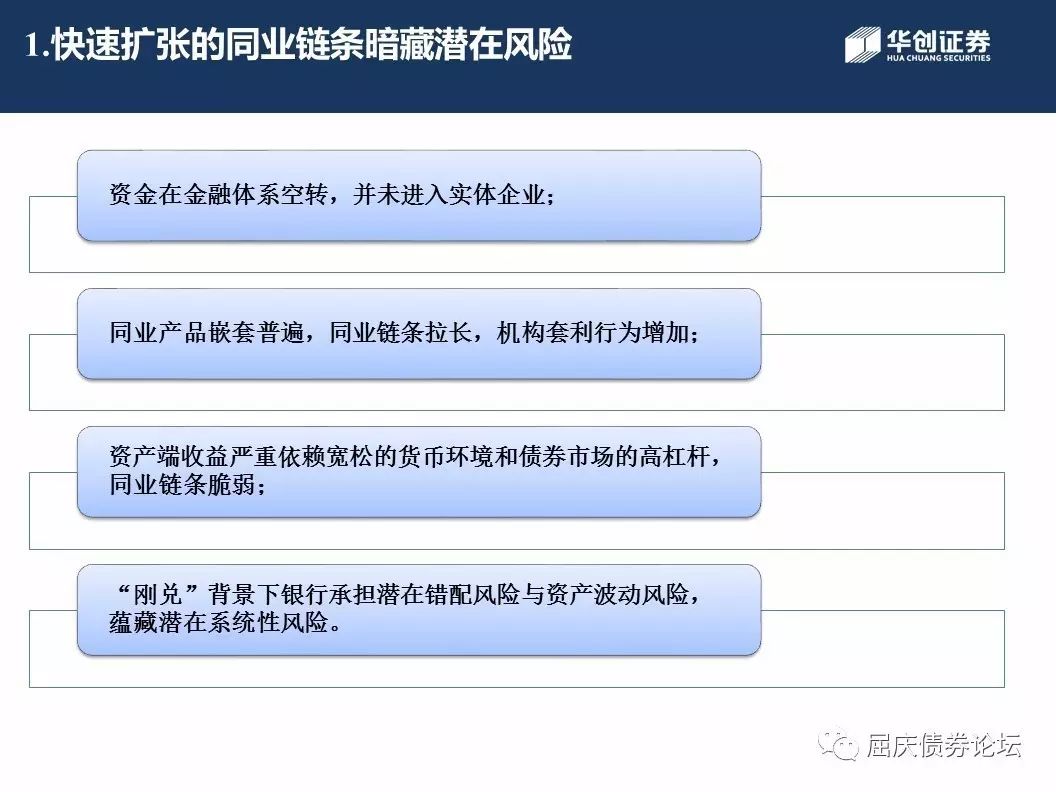 1.快速扩张的同业链条暗藏潜在风险
华创证券
HUA CHUANG SECURITIES
资金在金融体系空转，并未进入实体企业；
同业产品嵌套普遍，同业链条拉长，机构套利行为增加；
资产端收益严重依赖宽松的货币环境和债券市场的高杠杆，
同业链条脆弱；
“刚兑”背景下银行承担潜在错配风险与资产波动风险，
蕴藏潜在系统性风险。
屈庆债券论坛